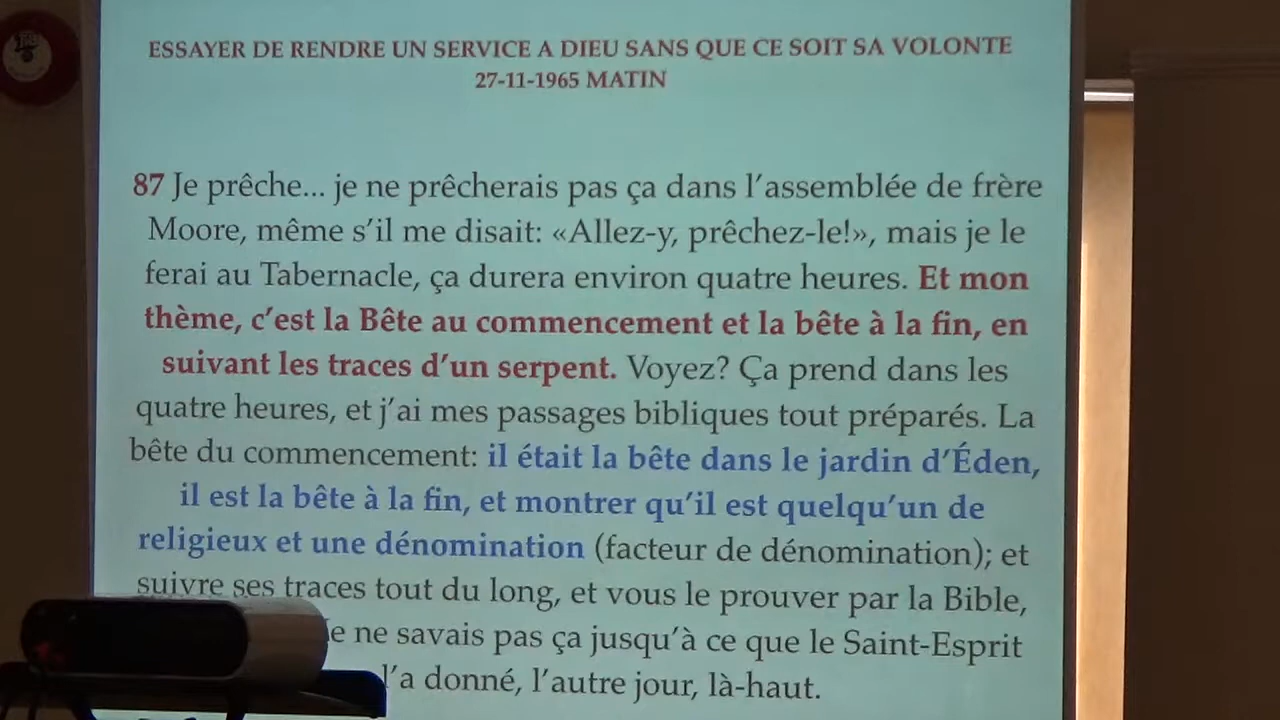 ESSAYER DE RENDRE UN SERVICE A DIEU SANS QUE CE SOIT SA VOLONTE
27-11-1965 MATIN
87 Je prêche... je ne prêcherais pas ça dans l'assemblée de frère
Moore, même s'il me disait: «Allez-y, prêchez-le!», mais je le
ferai au Tabernacle, ça durera environ quatre heures. Et mon
thème, c'est la Bête au commencement et la bête à la fin, en
suivant les traces d'un serpent. Voyez? Ça prend dans les
quatre heures, et j'ai mes passages bibliques tout préparés. La
bête du commencement: il était la bête dans le jardin d'Éden,
il est la bête à la fin, et montrer qu'il est quelqu'un de
religieux et une dénomination (facteur de dénomination); et
suivre ses traces tout du long, et vous le prouver par la Bible,
ne savais pas ça jusqu'à ce que le Saint-Esprit
l'a donné, l'autre jour, là-haut.